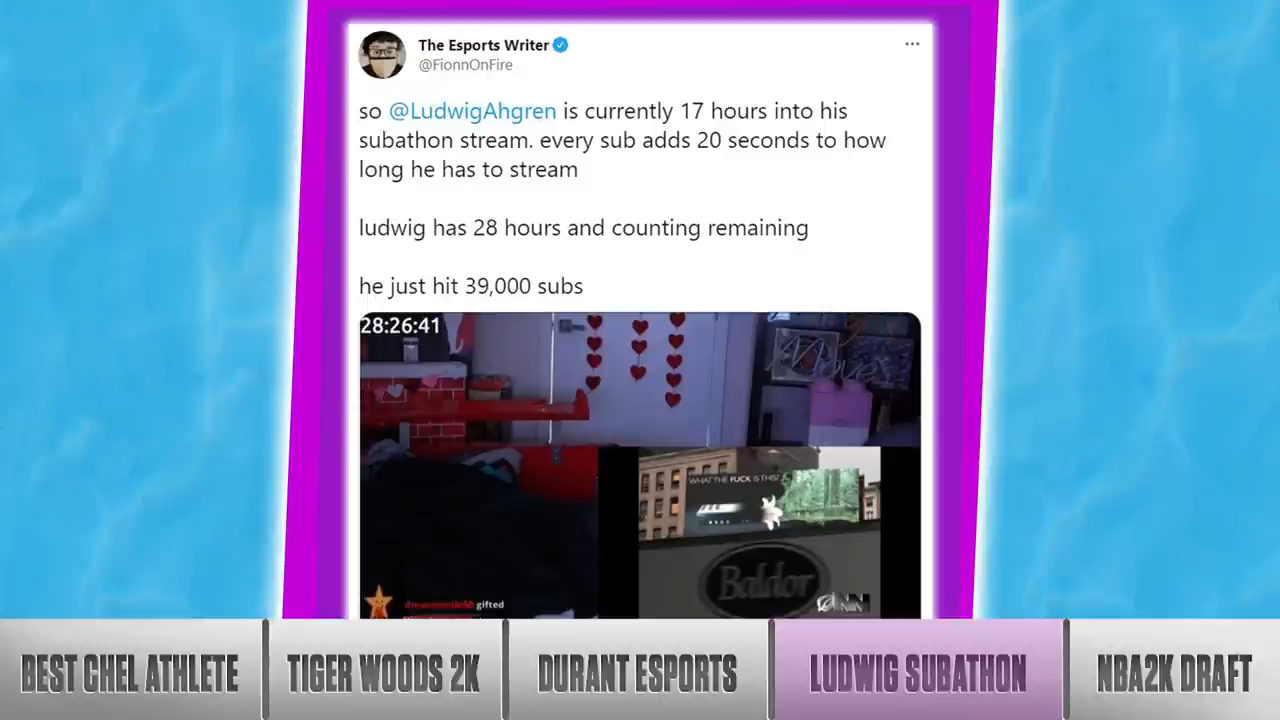 The Esports Writer
@FionnOnFire
so @LudwigAhgren is currently 17 hours into his
subathon stream. every sub adds 20 seconds to how
long he has to stream
ludwig has 28 hours and counting remaining
he just hit 39,000 subs
28:26:41
WHAT THE FUCK IS THIS?
Baldor
gifted
BEST CHEL ATHLETE
TIGER WOODS 2K
DURANT ESPORTS
LUDWIG SUBATHON
NBA2K DRAFT